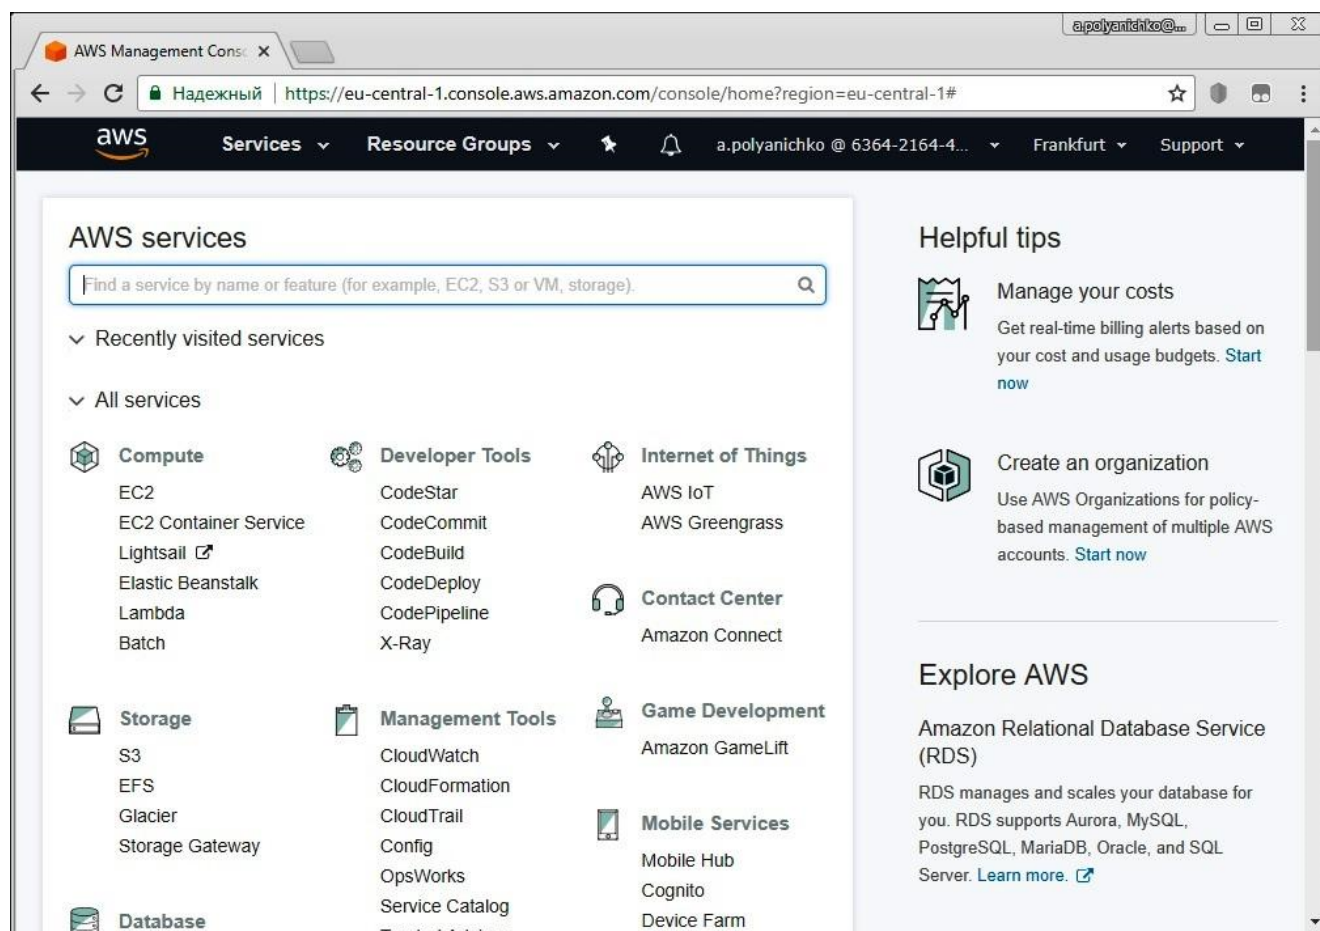 a.polyanichko@...
AWS Management Cons
Надежный
https://eu-central-1.console.aws.amazon.com/console/home?region=eu-central-1#
aws
Services
Resource Groups
a.polyanichko @ 6364-2164-4...
Frankfurt
Support
AWS services
Find a service by name or feature (for example, EC2, S3 or VM, storage).
Recently visited services
All services
Compute
EC2
EC2 Container Service
Lightsail
Elastic Beanstalk
Lambda
Batch
Storage
S3
EFS
Glacier
Storage Gateway
Database
Developer Tools
CodeStar
CodeCommit
CodeBuild
CodeDeploy
CodePipeline
X-Ray
Management Tools
CloudWatch
CloudFormation
CloudTrail
Config
OpsWorks
Service Catalog
Internet of Things
AWS IoT
AWS Greengrass
Contact Center
Amazon Connect
Game Development
Amazon GameLift
Mobile Services
Mobile Hub
Cognito
Device Farm
Helpful tips
Manage your costs
Get real-time billing alerts based on
your cost and usage budgets. Start
now
Create an organization
Use AWS Organizations for policy-
based management of multiple AWS
accounts. Start now
Explore AWS
Amazon Relational Database Service
(RDS)
RDS manages and scales your database for
you. RDS supports Aurora, MySQL,
PostgreSQL, MariaDB, Oracle, and SQL
Server. Learn more.